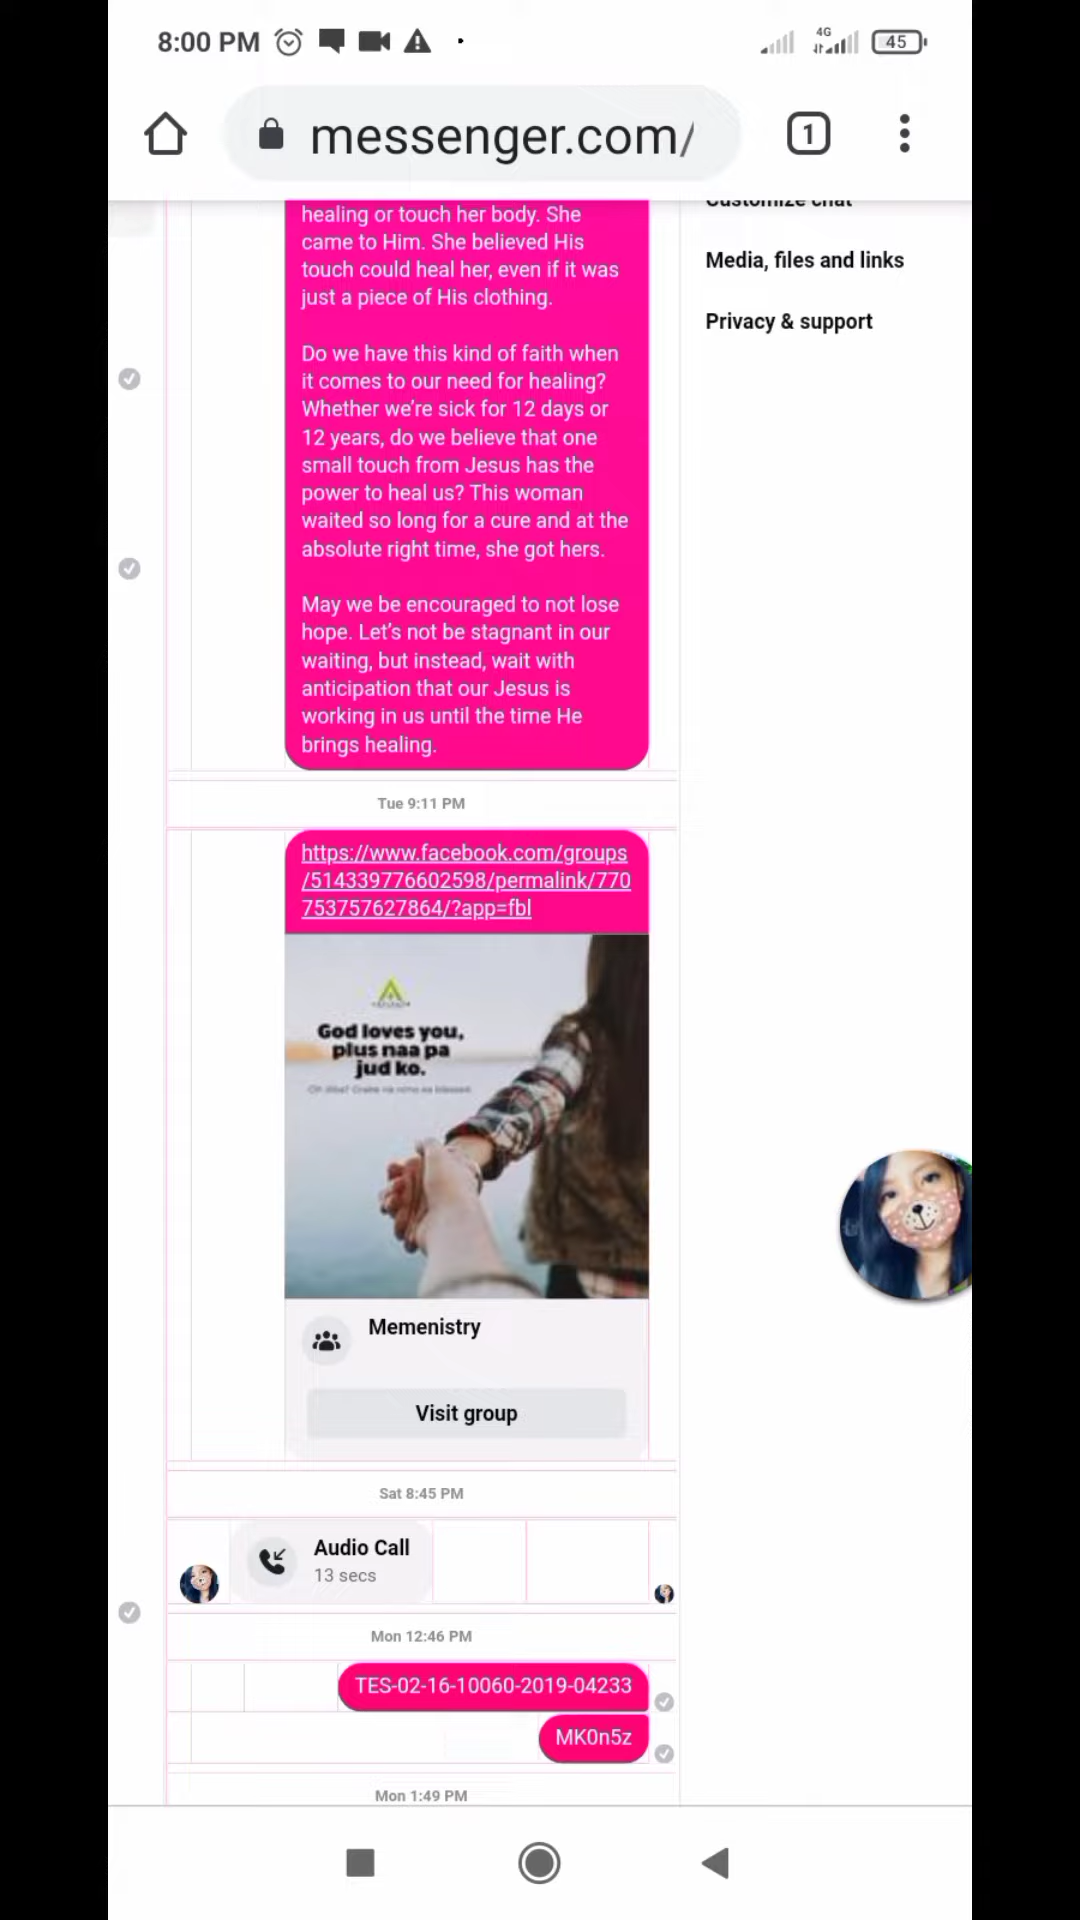 8:00 PM
4G
45
messenger.com/
1
Customize chat
Media, files and links
Privacy & support
healing or touch her body. She
came to Him. She believed His
touch could heal her, even if it was
just a piece of His clothing.
Do we have this kind of faith when
it comes to our need for healing?
Whether we’re sick for 12 days or
12 years, do we believe that one
small touch from Jesus has the
power to heal us? This woman
waited so long for a cure and at the
absolute right time, she got hers.
May we be encouraged to not lose
hope. Let’s not be stagnant in our
waiting, but instead, wait with
anticipation that our Jesus is
working in us until the time He
brings healing.
Tue 9:11 PM
https://www.facebook.com/groups
/514339776602598/permalink/770
753757627864/?app=fbl
God loves you,
plus naa pa
jud ko.
Memenistry
Visit group
Sat 8:45 PM
Audio Call
13 secs
Mon 12:46 PM
TES-02-16-10060-2019-04233
MK0n5z
Mon 1:49 PM